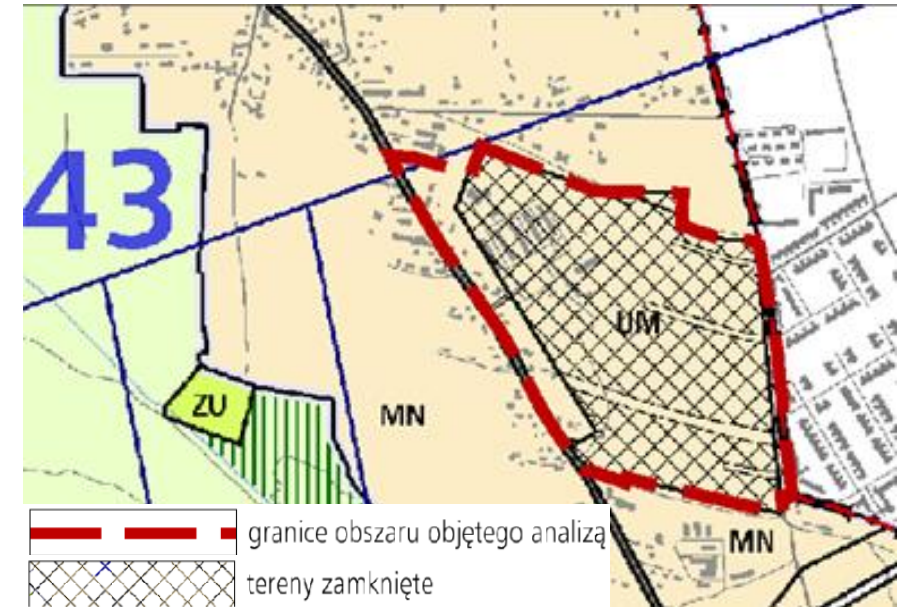 43
UM
ZU
MN
MN
granice obszaru objętego analizą
tereny zamknięte